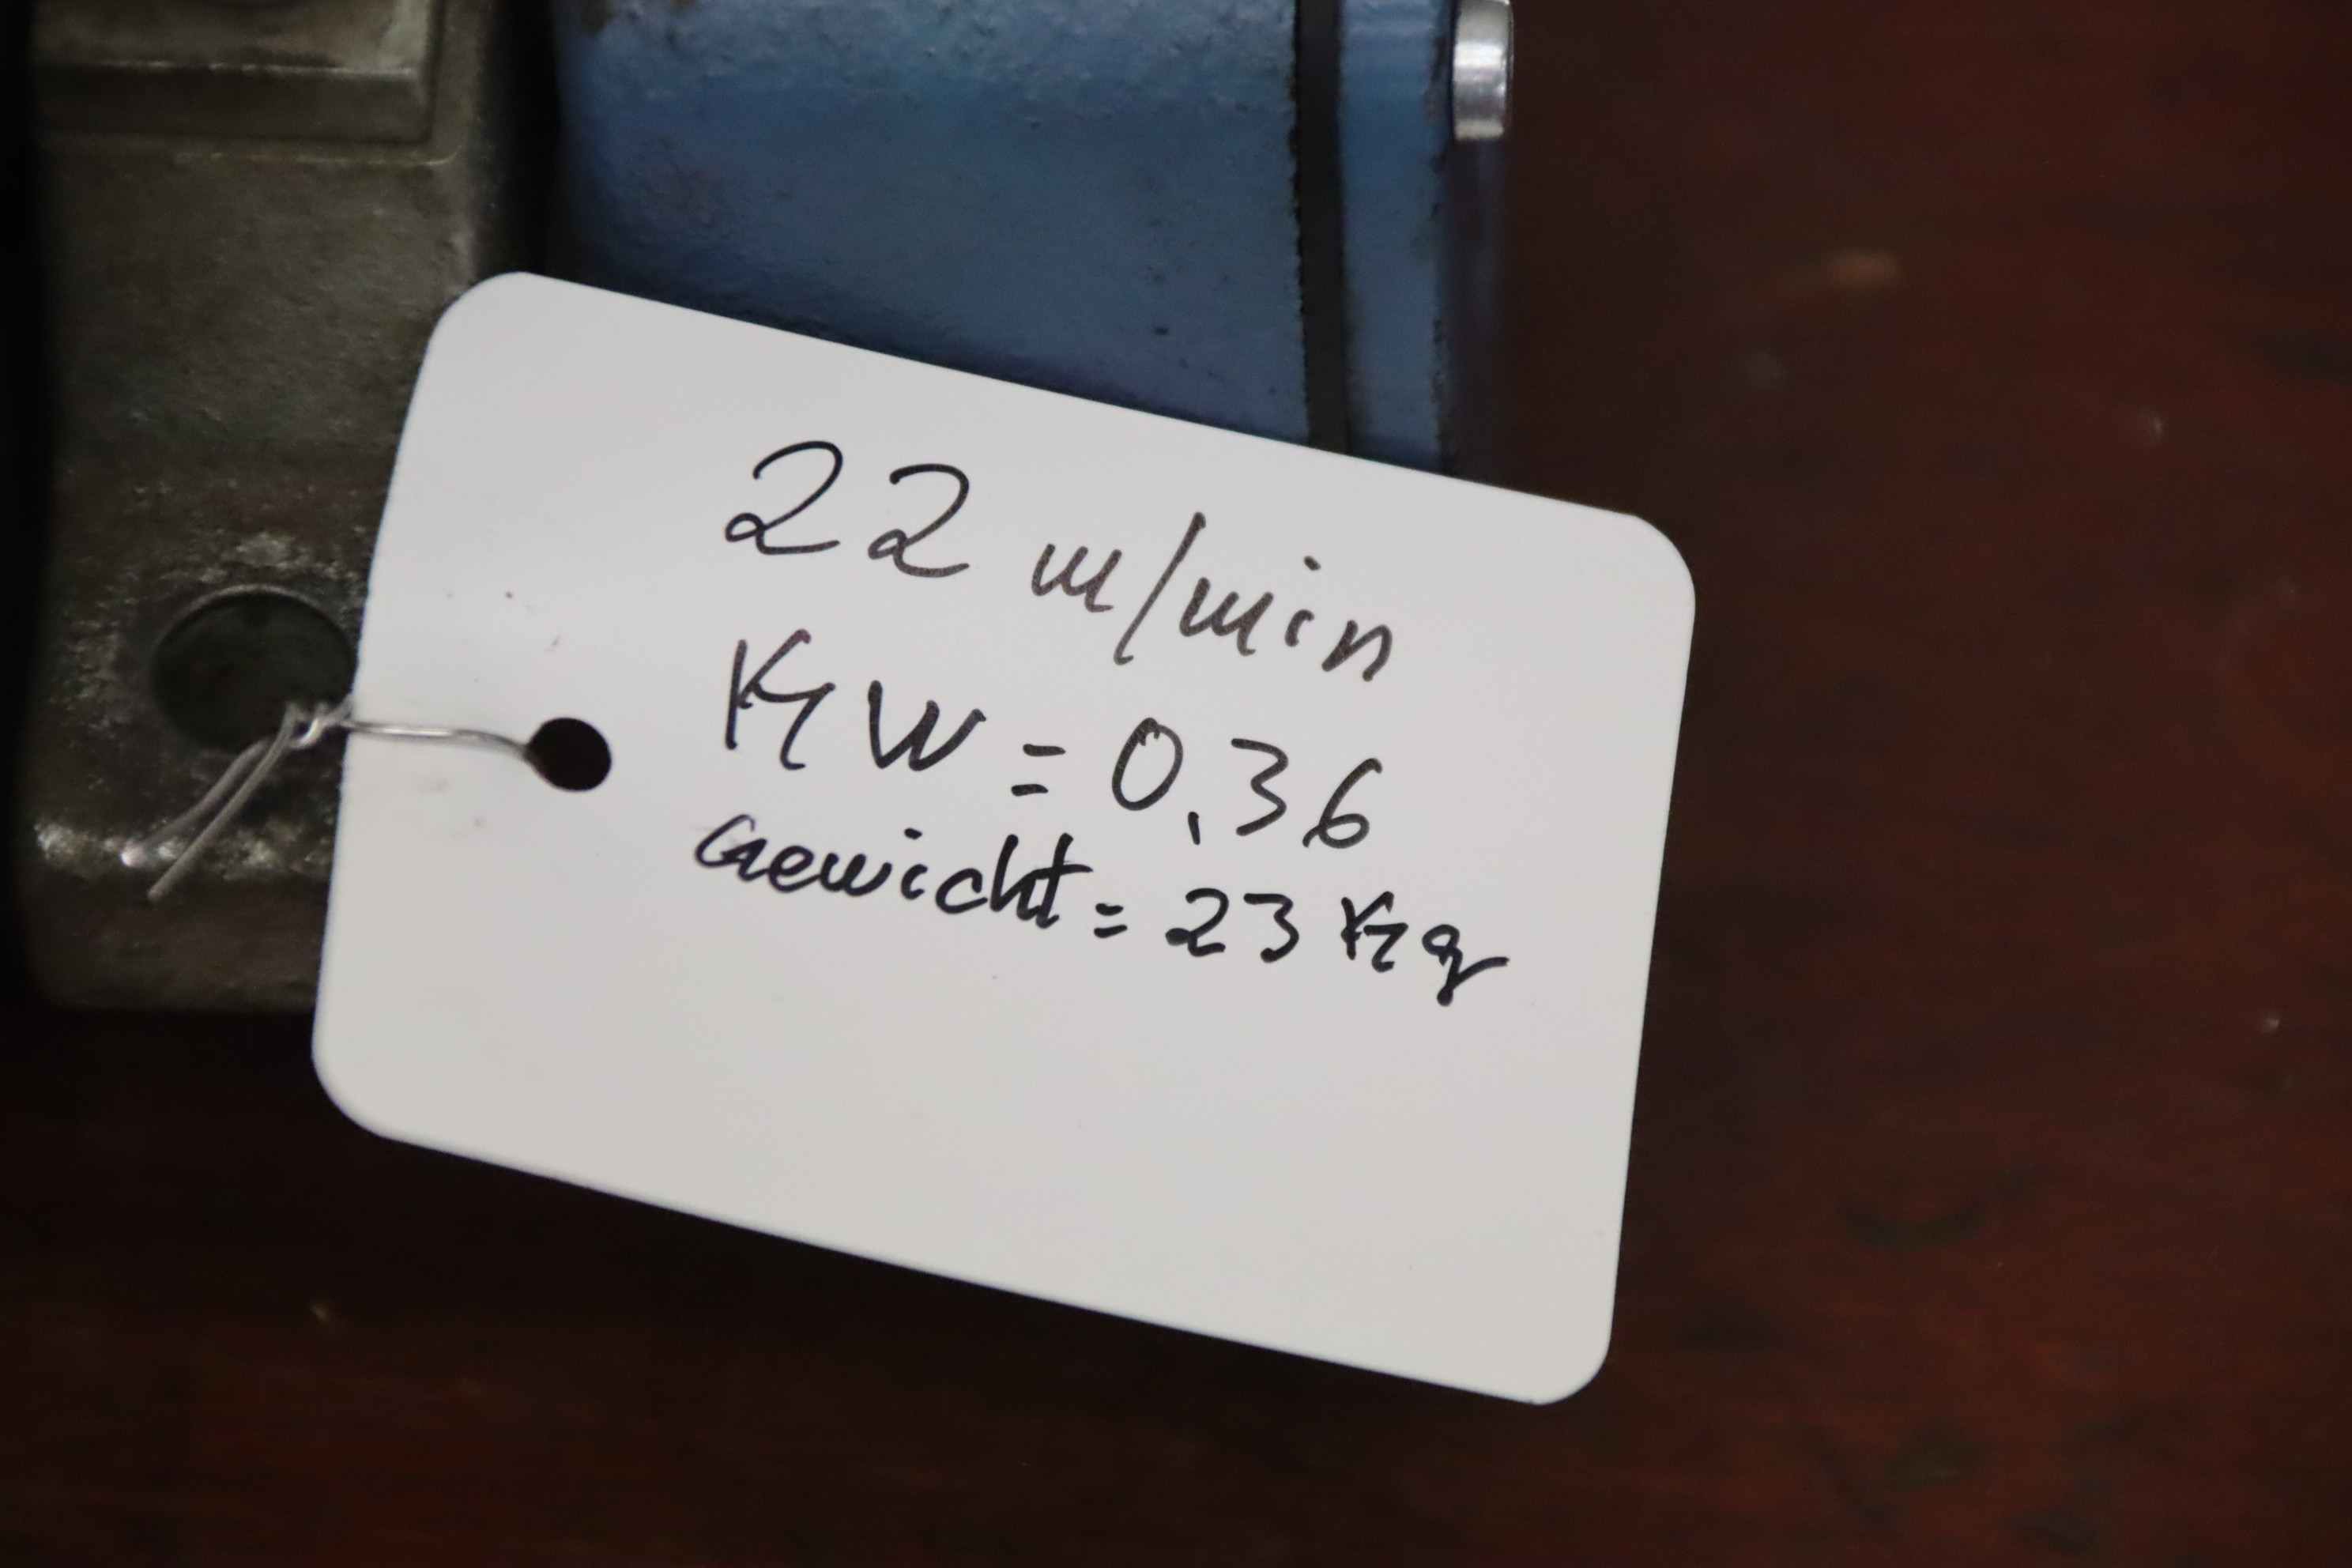 22 m/min
KW = 0,36
Gewicht = 23 Kg